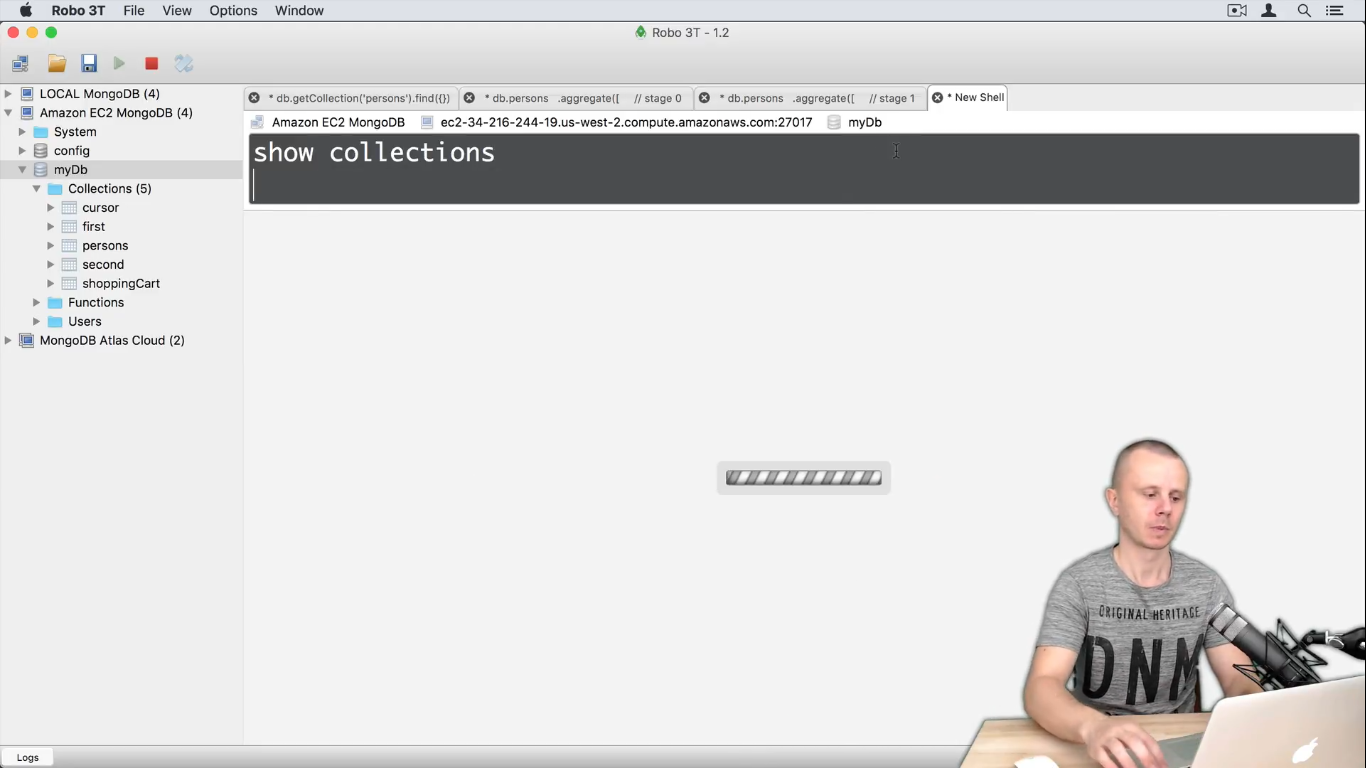 Robo 3T File View Options Window
Robo 3T - 1.2
LOCAL MongoDB (4)
Amazon EC2 MongoDB (4)
System
config
myDb
Collections (5)
cursor
first
persons
second
shoppingCart
Functions
Users
MongoDB Atlas Cloud (2)
* db.getCollection('persons').find({})
* db.persons .aggregate([ // stage 0
* db.persons .aggregate([ // stage 1
* New Shell
Amazon EC2 MongoDB ec2-34-216-244-19.us-west-2.compute.amazonaws.com:27017 myDb
show collections
ORIGINAL HERITAGE
DNM
Logs